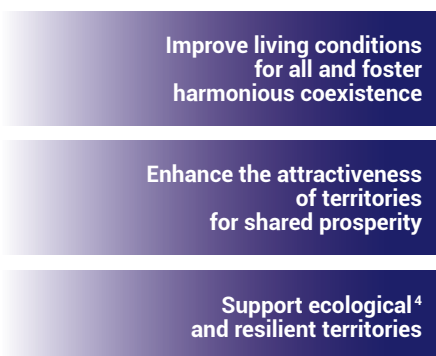 Improve living conditions
for all and foster
harmonious coexistence
Enhance the attractiveness
of territories
for shared prosperity
Support ecological⁴
and resilient territories